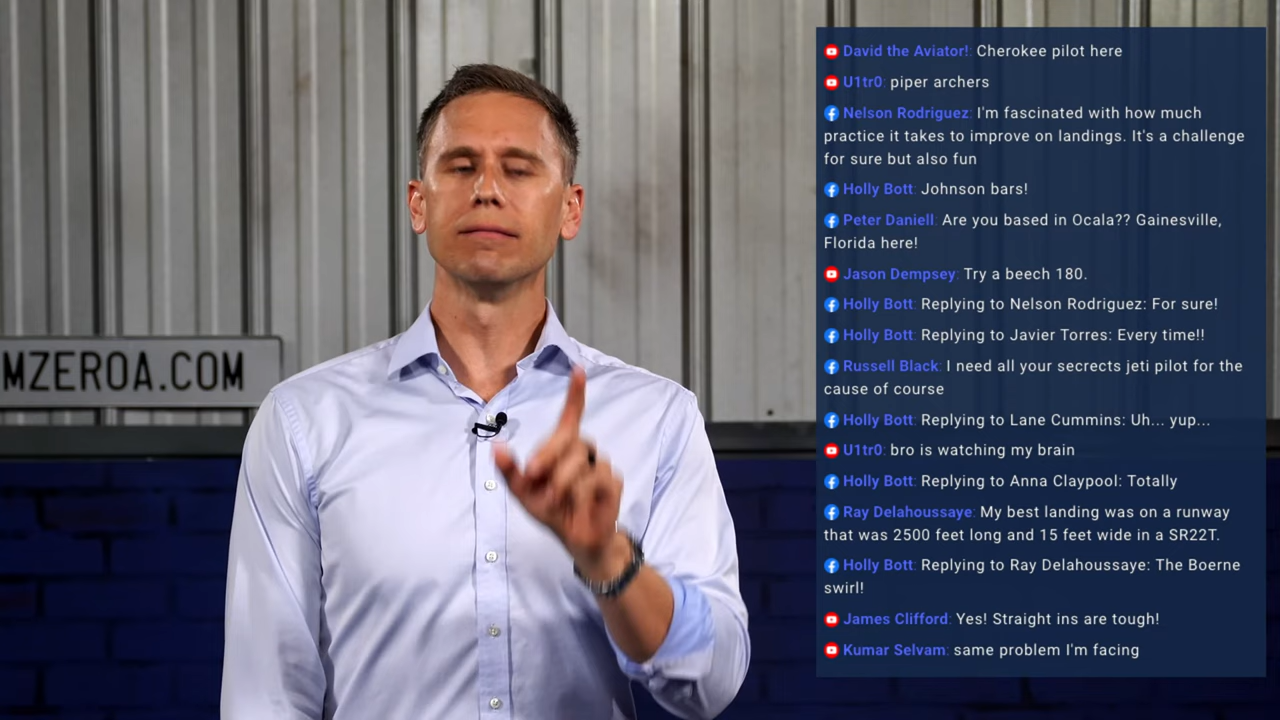 MZEROA.COM
David the Aviator!: Cherokee pilot here
U1tr0: piper archers
Nelson Rodriguez: I'm fascinated with how much
practice it takes to improve on landings. It's a challenge
for sure but also fun
Holly Bott: Johnson bars!
Peter Daniell: Are you based in Ocala?? Gainesville,
Florida here!
Jason Dempsey: Try a beech 180.
Holly Bott: Replying to Nelson Rodriguez: For sure!
Holly Bott: Replying to Javier Torres: Every time!!
Russell Black: I need all your secrects jeti pilot for the
cause of course
Holly Bott: Replying to Lane Cummins: Uh... yup...
U1tr0: bro is watching my brain
Holly Bott: Replying to Anna Claypool: Totally
Ray Delahoussaye: My best landing was on a runway
that was 2500 feet long and 15 feet wide in a SR22T.
Holly Bott: Replying to Ray Delahoussaye: The Boerne
swirl!
James Clifford: Yes! Straight ins are tough!
Kumar Selvam: same problem I'm facing